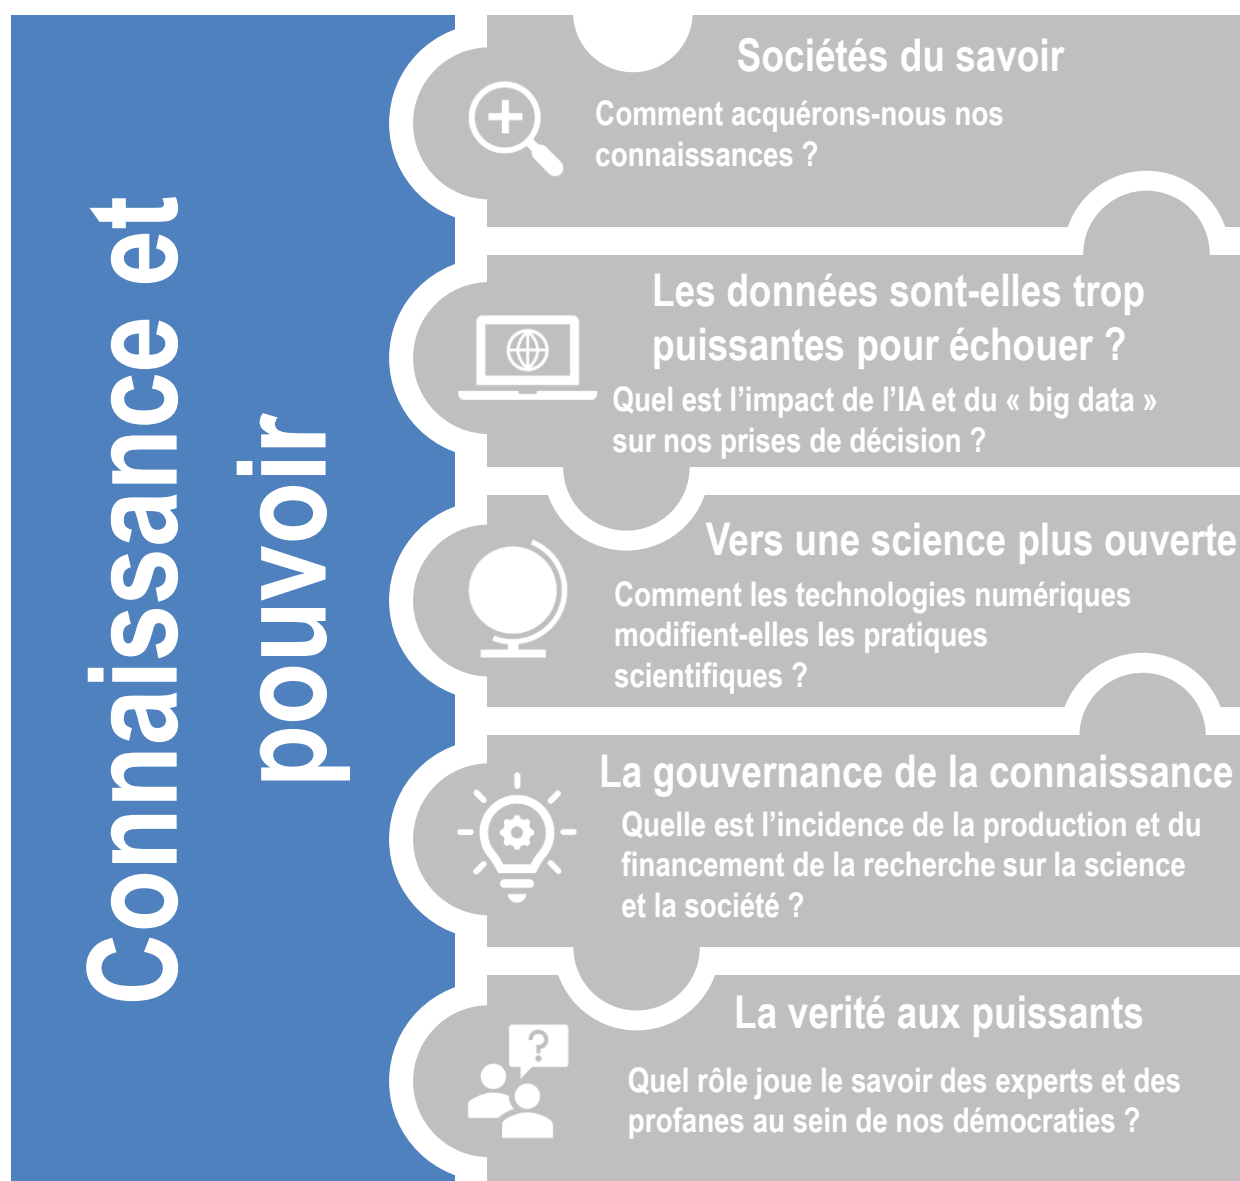 Connaissance et
pouvoir
Sociétés du savoir
Comment acquérons-nous nos
connaissances ?
Les données sont-elles trop
puissantes pour échouer ?
Quel est l’impact de l’IA et du « big data »
sur nos prises de décision ?
Vers une science plus ouverte
Comment les technologies numériques
modifient-elles les pratiques
scientifiques ?
La gouvernance de la connaissance
Quelle est l’incidence de la production et du
financement de la recherche sur la science
et la société ?
?
La verité aux puissants
Quel rôle joue le savoir des experts et des
profanes au sein de nos démocraties ?